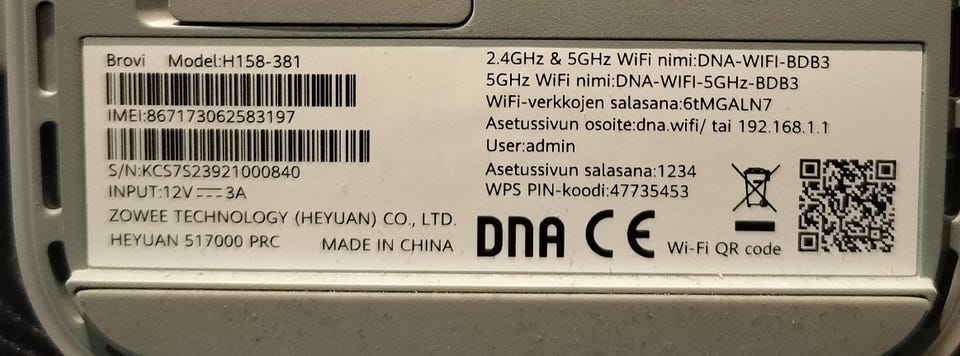 Brovi Model:H158-381
IMEI:867173062583197
S/N:KCS7S23921000840
INPUT:12V⎓3A
ZOWEE TECHNOLOGY (HEYUAN) CO., LTD.
HEYUAN 517000 PRC MADE IN CHINA
2.4GHz & 5GHz WiFi nimi:DNA-WIFI-BDB3
5GHz WiFi nimi:DNA-WIFI-5GHz-BDB3
WiFi-verkkojen salasana:6tMGALN7
Asetussivun osoite:dna.wifi/ tai 192.168.1.1
User:admin
Asetussivun salasana:1234
WPS PIN-koodi:47735453
DNA CE Wi-Fi QR code